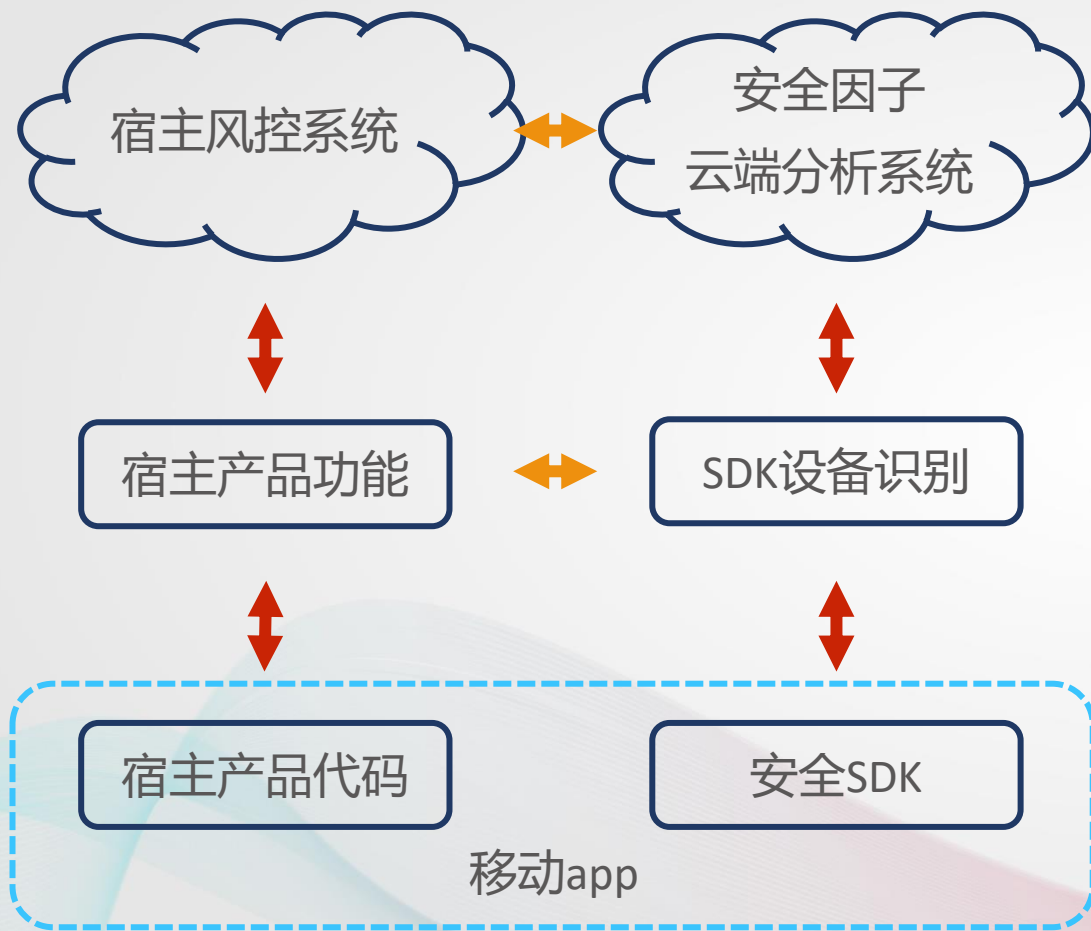 宿主风控系统
安全因子
云端分析系统
宿主产品功能
SDK设备识别
宿主产品代码
安全SDK
移动app